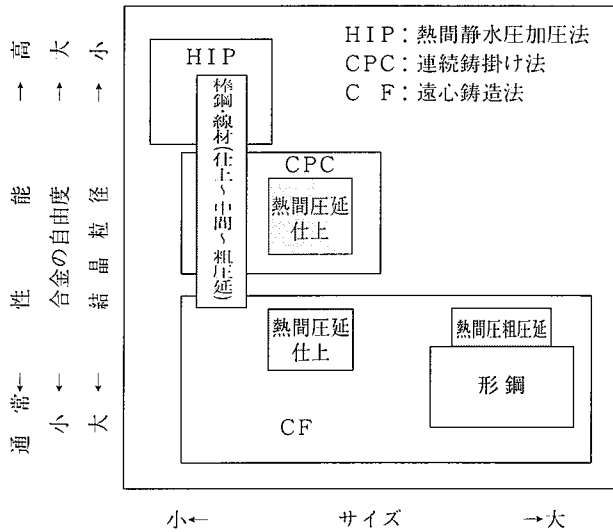 HIP：熱間静水圧加圧法
CPC：連続鋳掛け法
CF：遠心鋳造法
HIP
棒鋼・線材(仕上～中間～粗圧延)
CPC
熱間圧延
仕上
熱間圧延
仕上
熱間圧粗圧延
形鋼
CF
通常← 性能 →高
小← 合金の自由度 →大
大← 結晶粒径 →小
小← サイズ →大